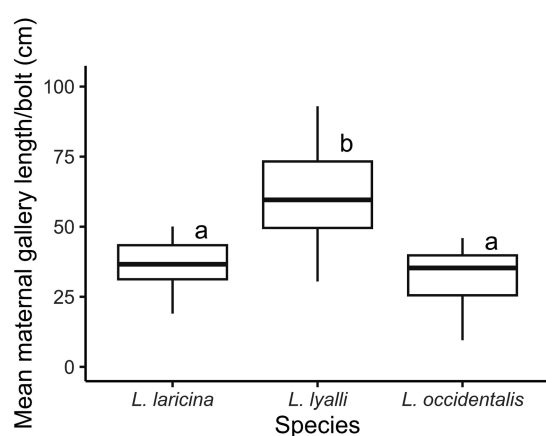 Mean maternal gallery length/bolt (cm)
100
75
50
25
0
a
b
a
L. laricina
L. lyalli
L. occidentalis
Species